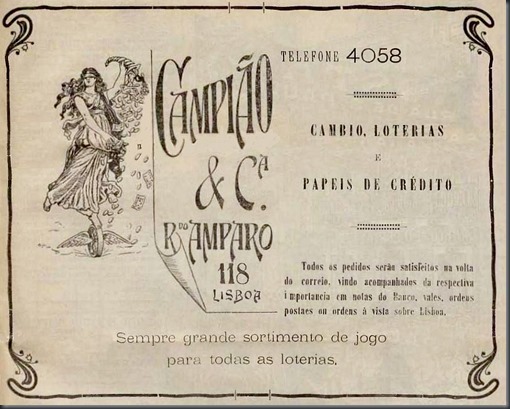 CAMPIÃO
& C.A
R. DO AMPARO
118
LISBOA
TELEFONE 4058
CAMBIO, LOTERIAS
E
PAPEIS DE CRÉDITO
Todos os pedidos serão satisfeitos na volta
do correio, vindo acompanhados da respectiva
importancia em notas do Banco, vales, ordens
postaes ou ordens á vista sobre Lisboa.
Sempre grande sortimento de jogo
para todas as loterias.